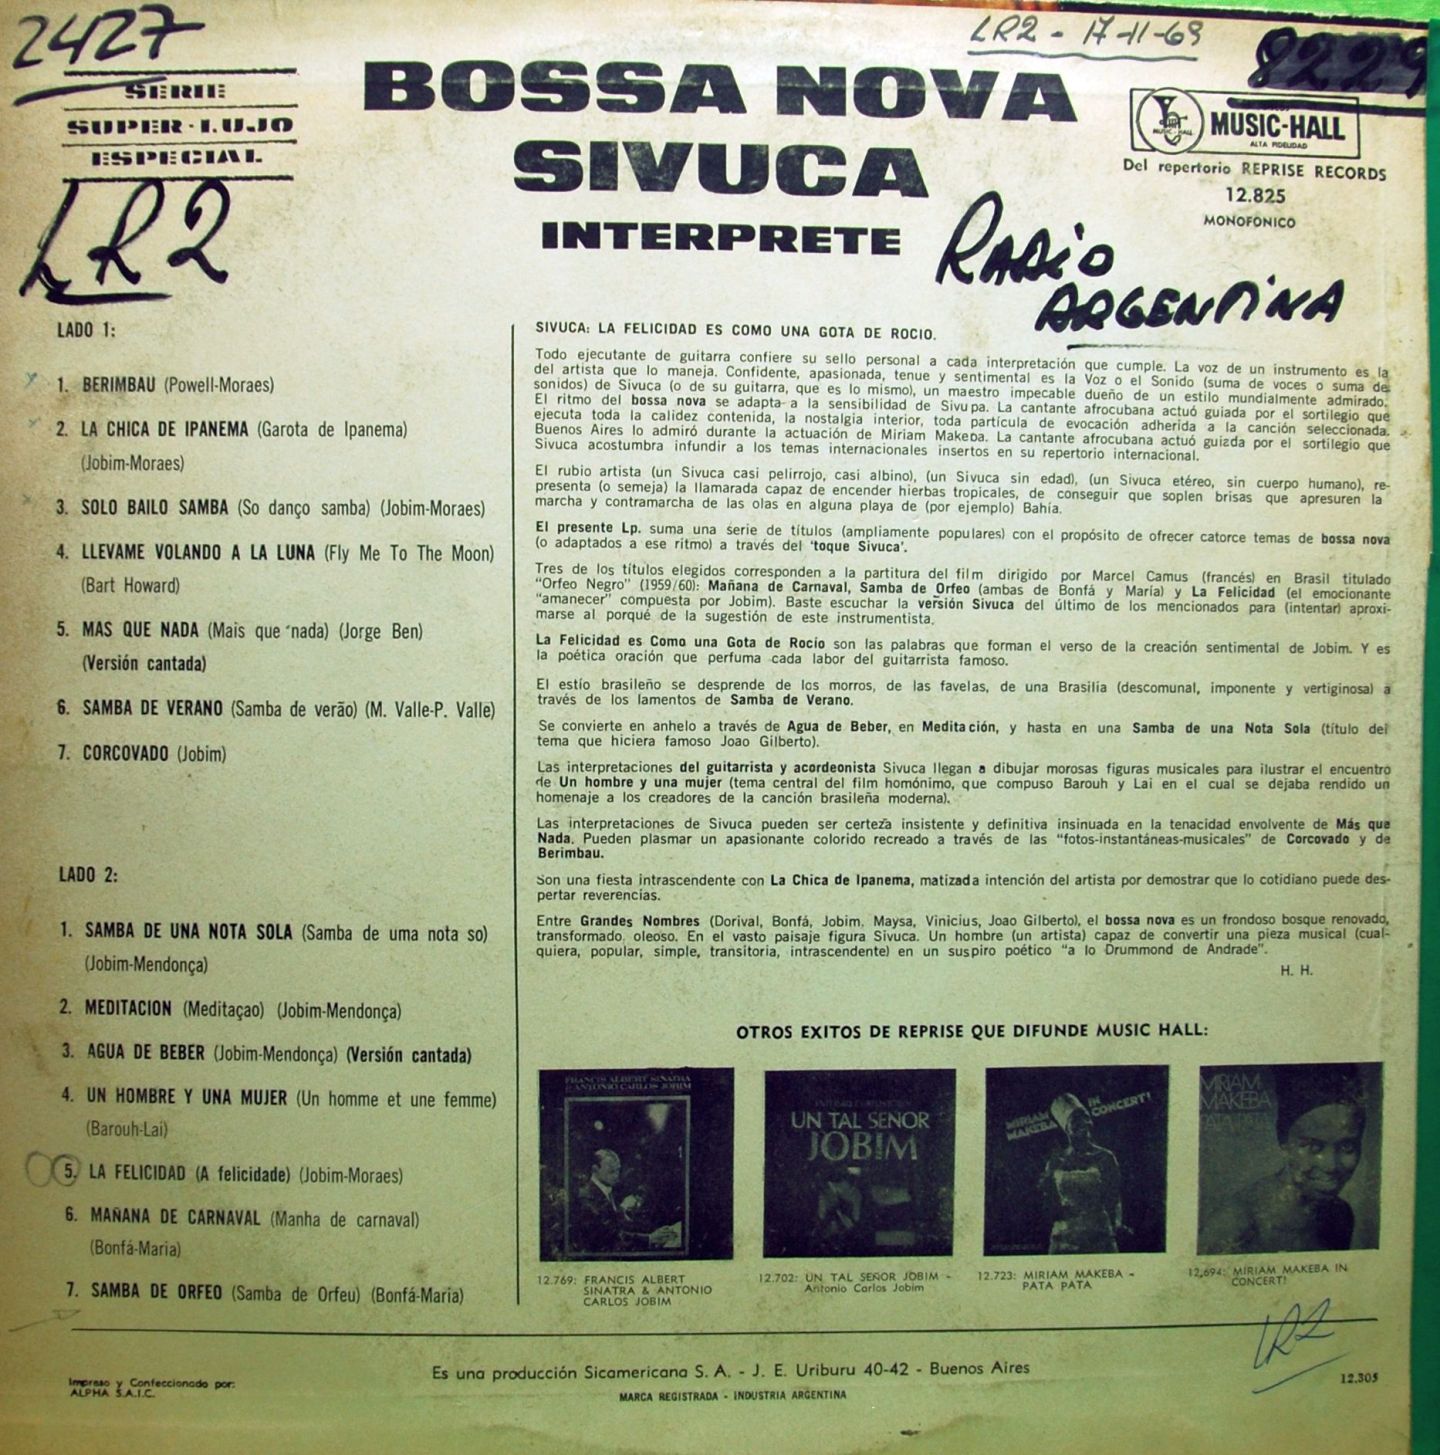 2427
LR2 - 17-11-69
8229
SERIE
SUPER-LUJO
ESPECIAL
LR2
BOSSA NOVA
SIVUCA
INTERPRETE
MUSIC-HALL
ALTA FIDELIDAD
Del repertorio REPRISE RECORDS
12.825
MONOFONICO
RADIO
ARGENTINA
LADO 1:
1. BERIMBAU (Powell-Moraes)
2. LA CHICA DE IPANEMA (Garota de Ipanema)
(Jobim-Moraes)
3. SOLO BAILO SAMBA (So danço samba) (Jobim-Moraes)
4. LLEVAME VOLANDO A LA LUNA (Fly Me To The Moon)
(Bart Howard)
5. MAS QUE NADA (Mais que nada) (Jorge Ben)
(Versión cantada)
6. SAMBA DE VERANO (Samba de verão) (M. Valle-P. Valle)
7. CORCOVADO (Jobim)
LADO 2:
1. SAMBA DE UNA NOTA SOLA (Samba de uma nota so)
(Jobim-Mendonça)
2. MEDITACION (Meditaçao) (Jobim-Mendonça)
3. AGUA DE BEBER (Jobim-Mendonça) (Versión cantada)
4. UN HOMBRE Y UNA MUJER (Un homme et une femme)
(Barouh-Lai)
5. LA FELICIDAD (A felicidade) (Jobim-Moraes)
6. MAÑANA DE CARNAVAL (Manha de carnaval)
(Bonfá-Maria)
7. SAMBA DE ORFEO (Samba de Orfeu) (Bonfá-Maria)
SIVUCA: LA FELICIDAD ES COMO UNA GOTA DE ROCIO.
Todo ejecutante de guitarra confiere su sello personal a cada interpretación que cumple. La voz de un instrumento es la
del artista que lo maneja. Confidente, apasionada, tenue y sentimental es la Voz o el Sonido (suma de voces o suma de
sonidos) de Sivuca (o de su guitarra, que es lo mismo), un maestro impecable dueño de un estilo mundialmente admirado.
El ritmo del bossa nova se adapta a la sensibilidad de Sivupa. La cantante afrocubana actuó guiada por el sortilegio que
ejecuta toda la calidez contenida, la nostalgia interior, toda partícula de evocación adherida a la canción seleccionada.
Buenos Aires lo admiró durante la actuación de Miriam Makeba. La cantante afrocubana actuó guiada por el sortilegio que
Sivuca acostumbra infundir a los temas internacionales insertos en su repertorio internacional.
El rubio artista (un Sivuca casi pelirrojo, casi albino), (un Sivuca sin edad), (un Sivuca etéreo, sin cuerpo humano), re-
presenta (o semeja) la llamarada capaz de encender hierbas tropicales, de conseguir que soplen brisas que apresuren la
marcha y contramarcha de las olas en alguna playa de (por ejemplo) Bahía.
El presente Lp. suma una serie de títulos (ampliamente populares) con el propósito de ofrecer catorce temas de bossa nova
(o adaptados a ese ritmo) a través del 'toque Sivuca'.
Tres de los títulos elegidos corresponden a la partitura del film dirigido por Marcel Camus (francés) en Brasil titulado
"Orfeo Negro" (1959/60): Mañana de Carnaval, Samba de Orfeo (ambas de Bonfá y María) y La Felicidad (el emocionante
"amanecer" compuesta por Jobim). Baste escuchar la versión Sivuca del último de los mencionados para (intentar) aproxi-
marse al porqué de la sugestión de este instrumentista.
La Felicidad es Como una Gota de Rocío son las palabras que forman el verso de la creación sentimental de Jobim. Y es
la poética oración que perfuma cada labor del guitarrista famoso.
El estío brasileño se desprende de los morros, de las favelas, de una Brasilia (descomunal, imponente y vertiginosa) a
través de los lamentos de Samba de Verano.
Se convierte en anhelo a través de Agua de Beber, en Meditación, y hasta en una Samba de una Nota Sola (título del
tema que hiciera famoso Joao Gilberto).
Las interpretaciones del guitarrista y acordeonista Sivuca llegan a dibujar morosas figuras musicales para ilustrar el encuentro
de Un hombre y una mujer (tema central del film homónimo, que compuso Barouh y Lai en el cual se dejaba rendido un
homenaje a los creadores de la canción brasileña moderna).
Las interpretaciones de Sivuca pueden ser certeza insistente y definitiva insinuada en la tenacidad envolvente de Más que
Nada. Pueden plasmar un apasionante colorido recreado a través de las "fotos-instantáneas-musicales" de Corcovado y de
Berimbau.
Son una fiesta intrascendente con La Chica de Ipanema, matizada intención del artista por demostrar que lo cotidiano puede des-
pertar reverencias.
Entre Grandes Nombres (Dorival, Bonfá, Jobim, Maysa, Vinicius, Joao Gilberto), el bossa nova es un frondoso bosque renovado,
transformado, oleoso. En el vasto paisaje figura Sivuca. Un hombre (un artista) capaz de convertir una pieza musical (cual-
quiera, popular, simple, transitoria, intrascendente) en un suspiro poético "a lo Drummond de Andrade".
H. H.
OTROS EXITOS DE REPRISE QUE DIFUNDE MUSIC HALL:
FRANCIS ALBERT SINATRA
& ANTONIO CARLOS JOBIM
UN TAL SEÑOR
JOBIM
MIRIAM
MAKEBA
IN
CONCERT!
MIRIAM
MAKEBA
PATA PATA
12.769: FRANCIS ALBERT
SINATRA & ANTONIO
CARLOS JOBIM
12.702: UN TAL SEÑOR JOBIM -
Antonio Carlos Jobim
12.723: MIRIAM MAKEBA -
PATA PATA
12.694: MIRIAM MAKEBA IN
CONCERT!
LR2
Impreso y Confeccionado por:
ALPHA S.A.I.C.
Es una producción Sicamericana S. A. - J. E. Uriburu 40-42 - Buenos Aires
MARCA REGISTRADA - INDUSTRIA ARGENTINA
12.305